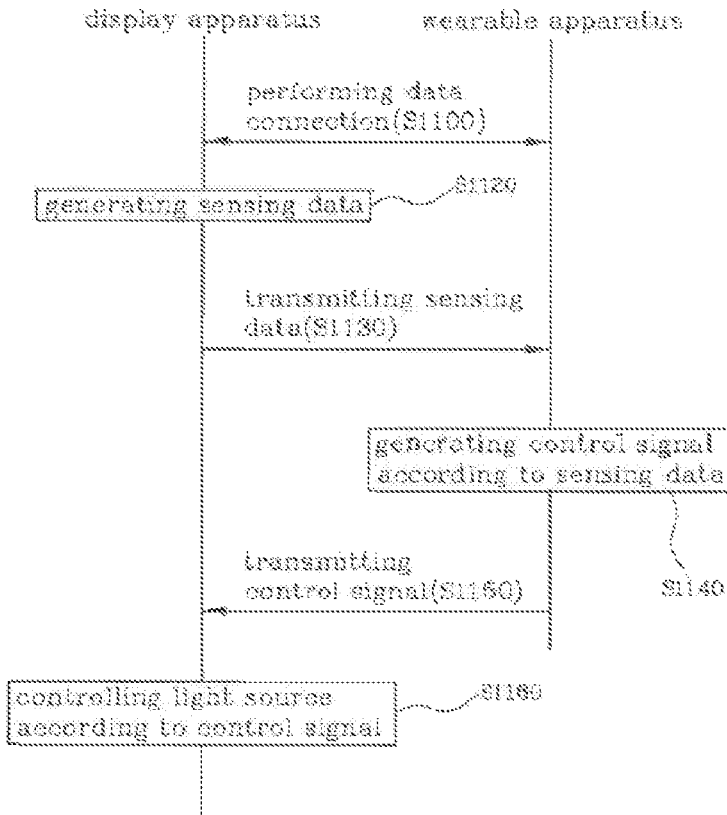 display apparatus
wearable apparatus
performing data
connection(S1100)
S1120
generating sensing data
transmitting sensing
data(S1130)
generating control signal
according to sensing data
transmitting
control signal(S1150)
S1140
controlling light source
according to control signal
S1160